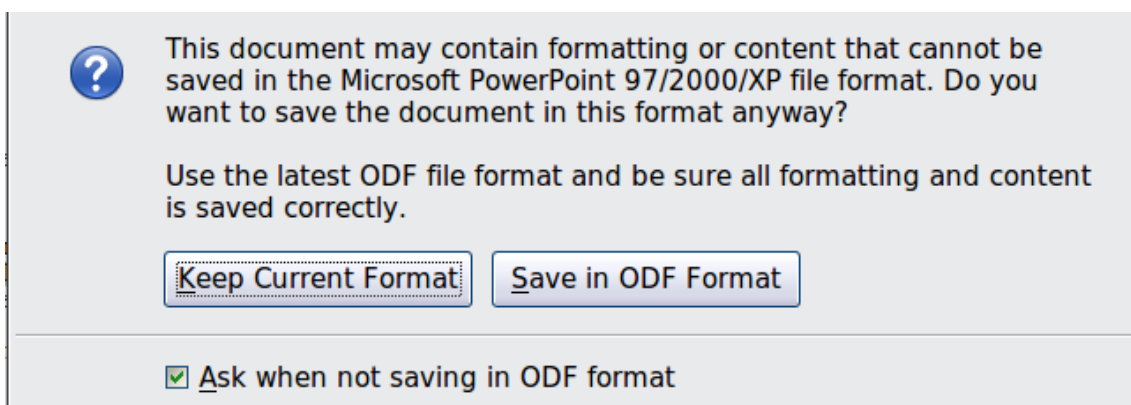 This document may contain formatting or content that cannot be
saved in the Microsoft PowerPoint 97/2000/XP file format. Do you
want to save the document in this format anyway?
Use the latest ODF file format and be sure all formatting and content
is saved correctly.
Keep Current Format Save in ODF Format
Ask when not saving in ODF format